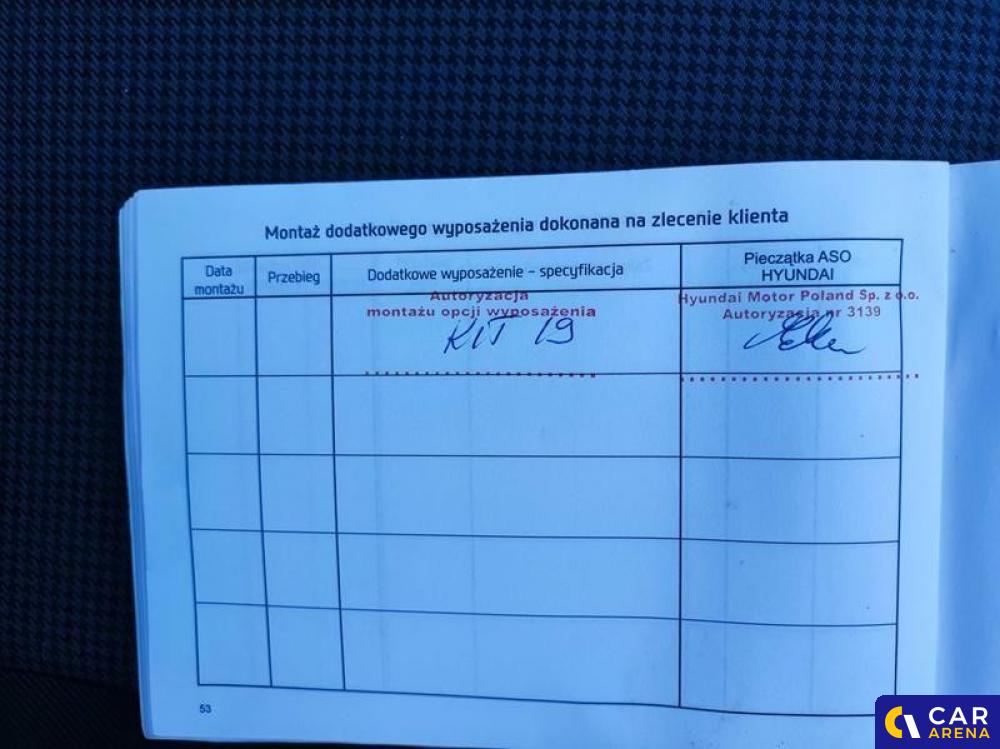 Montaż dodatkowego wyposażenia dokonana na zlecenie klienta
Data
montażu
Przebieg
Dodatkowe wyposażenie – specyfikacja
Pieczątka ASO
HYUNDAI
Autoryzacja
montażu opcji wyposażenia
KIT 19
Hyundai Motor Poland Sp. z o.o.
Autoryzacja nr 3139
53
CAR
ARENA